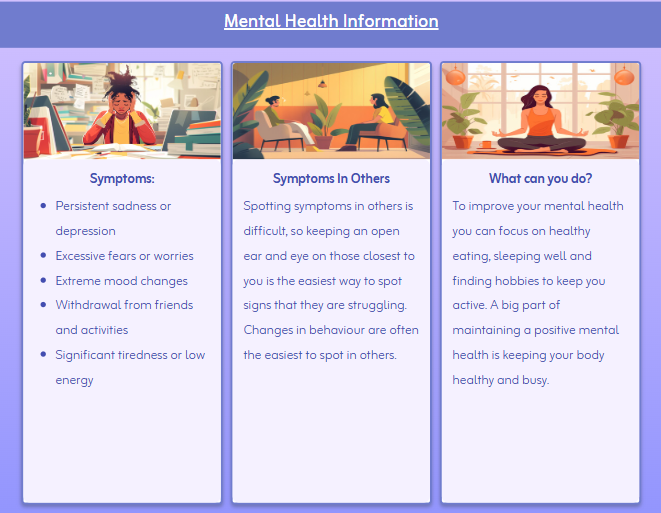 Mental Health Information
Symptoms:
• Persistent sadness or
depression
• Excessive fears or worries
• Extreme mood changes
• Withdrawal from friends
and activities
• Significant tiredness or low
energy
Symptoms In Others
Spotting symptoms in others is
difficult, so keeping an open
ear and eye on those closest to
you is the easiest way to spot
signs that they are struggling.
Changes in behaviour are often
the easiest to spot in others.
What can you do?
To improve your mental health
you can focus on healthy
eating, sleeping well and
finding hobbies to keep you
active. A big part of
maintaining a positive mental
health is keeping your body
healthy and busy.